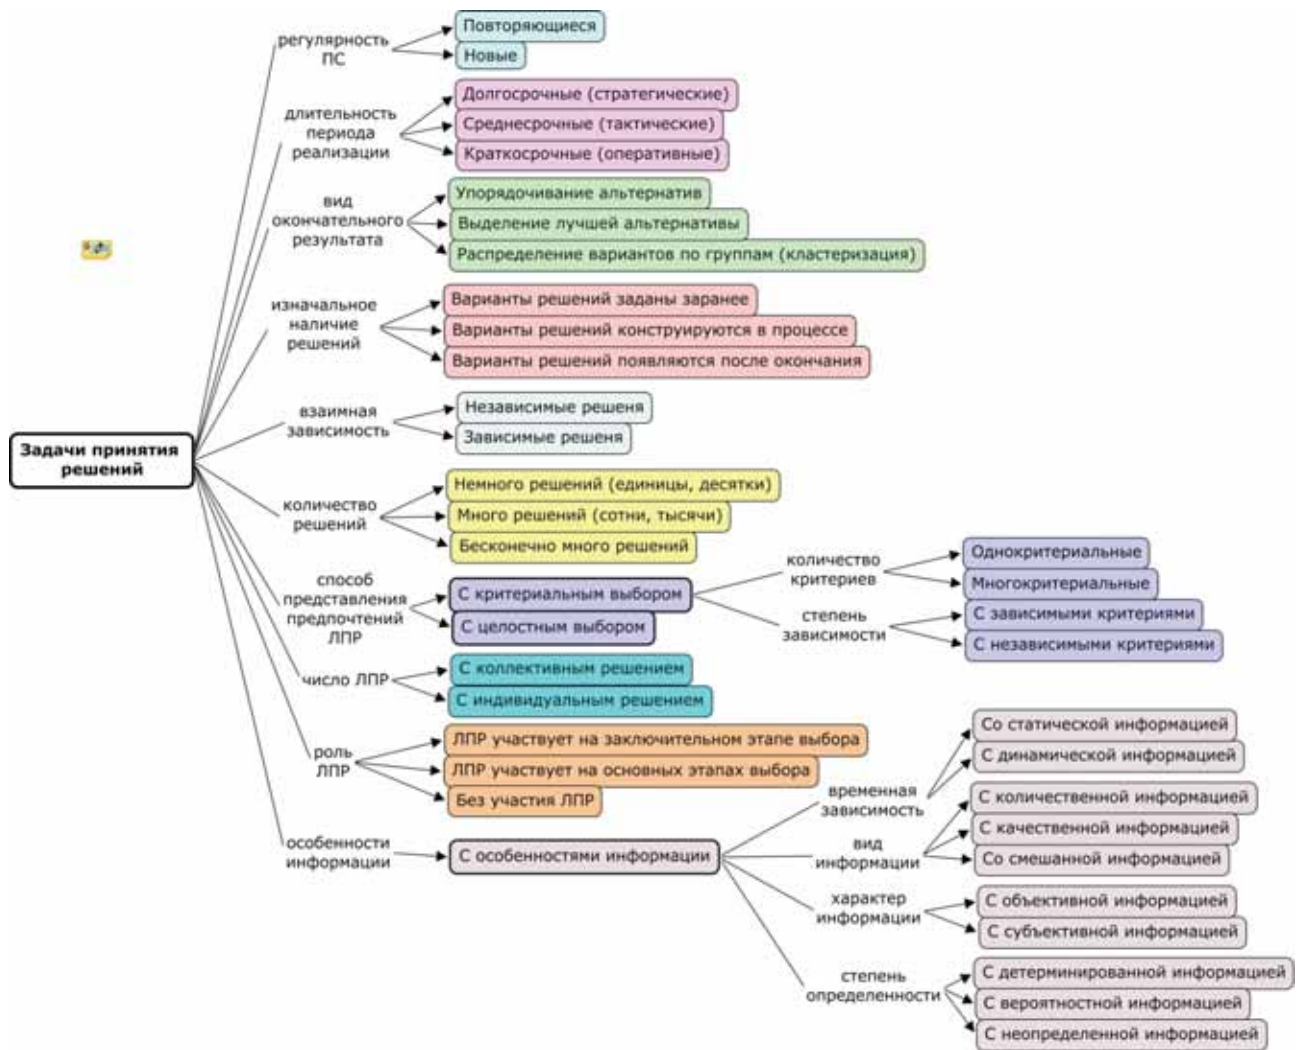 регулярность
ПС
Повторяющиеся
Новые
длительность
периода
реализации
Долгосрочные (стратегические)
Среднесрочные (тактические)
Краткосрочные (оперативные)
вид
окончательного
результата
Упорядочивание альтернатив
Выделение лучшей альтернативы
Распределение вариантов по группам (кластеризация)
изначальное
наличие
решений
Варианты решений заданы заранее
Варианты решений конструируются в процессе
Варианты решений появляются после окончания
взаимная
зависимость
Независимые решеня
Зависимые решеня
Задачи принятия
решений
количество
решений
Немного решений (единицы, десятки)
Много решений (сотни, тысячи)
Бесконечно много решений
способ
представления
предпочтений
ЛПР
С критериальным выбором
С целостным выбором
количество
критериев
Однокритериальные
Многокритериальные
степень
зависимости
С зависимыми критериями
С независимыми критериями
число ЛПР
С коллективным решением
С индивидуальным решением
роль
ЛПР
ЛПР участвует на заключительном этапе выбора
ЛПР участвует на основных этапах выбора
Без участия ЛПР
особенности
информации
С особенностями информации
временная
зависимость
Со статической информацией
С динамической информацией
вид
информации
С количественной информацией
С качественной информацией
Со смешанной информацией
характер
информации
С объективной информацией
С субъективной информацией
степень
определенности
С детерминированной информацией
С вероятностной информацией
С неопределенной информацией